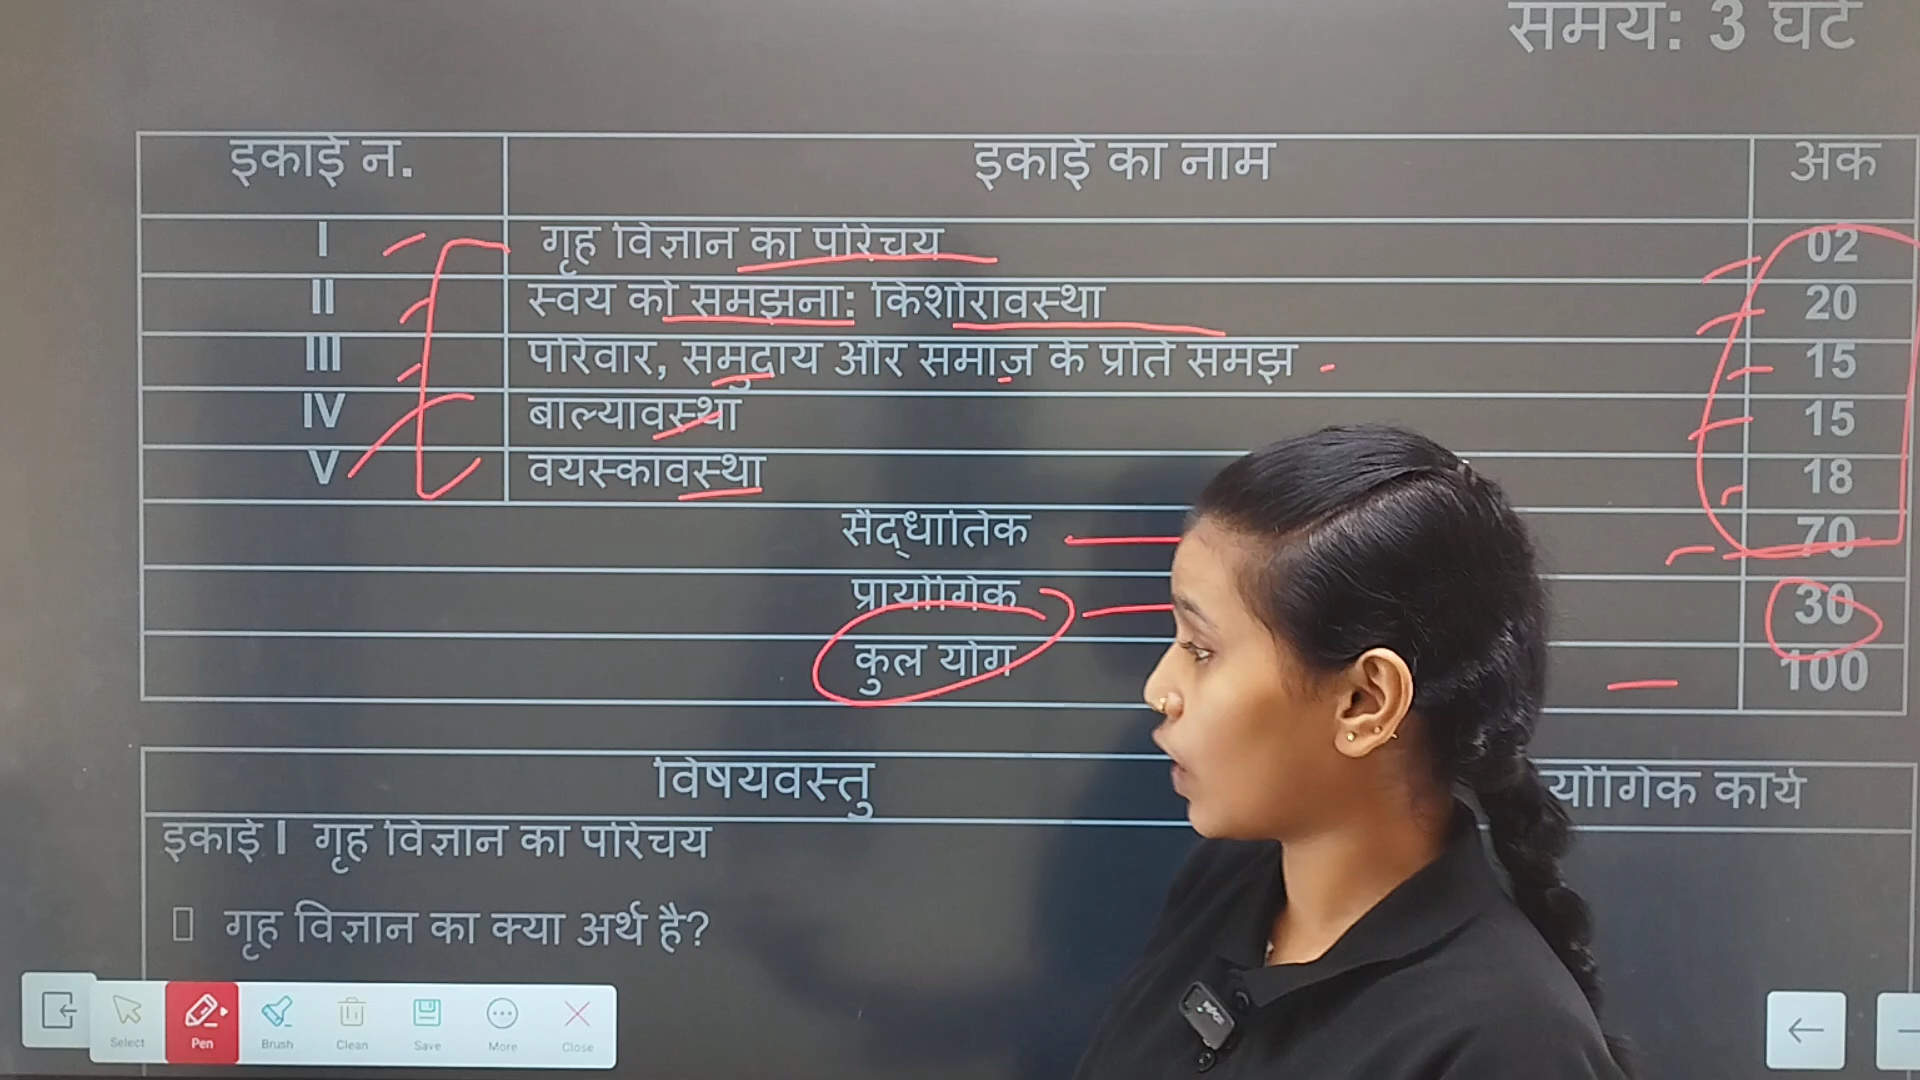 समय: 3 घंटे
इकाई न. इकाई का नाम अंक
I गृह विज्ञान का परिचय 02
II स्वयं को समझना: किशोरावस्था 20
III परिवार, समुदाय और समाज के प्रति समझ 15
IV बाल्यावस्था 15
V वयस्कावस्था 18
सैद्धांतिक 70
प्रायोगिक 30
कुल योग 100
विषयवस्तु योगिक कार्य
इकाई I गृह विज्ञान का परिचय
गृह विज्ञान का क्या अर्थ है?
Select Pen Brush Clean Save More Close